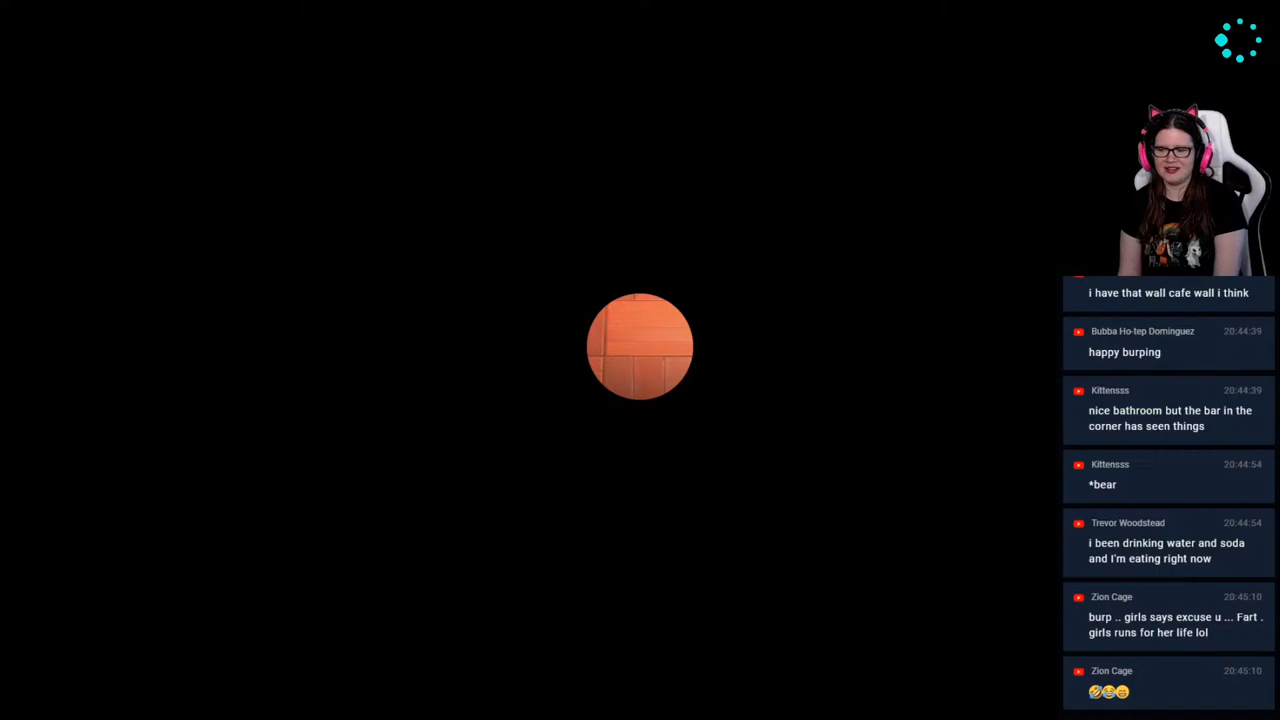 i have that wall cafe wall i think
Bubba Ho-tep Dominguez 20:44:39
happy burping
Kittensss 20:44:39
nice bathroom but the bar in the
corner has seen things
Kittensss 20:44:54
*bear
Trevor Woodstead 20:44:54
i been drinking water and soda
and I'm eating right now
Zion Cage 20:45:10
burp .. girls says excuse u ... Fart .
girls runs for her life lol
Zion Cage 20:45:10
🤣😂😁